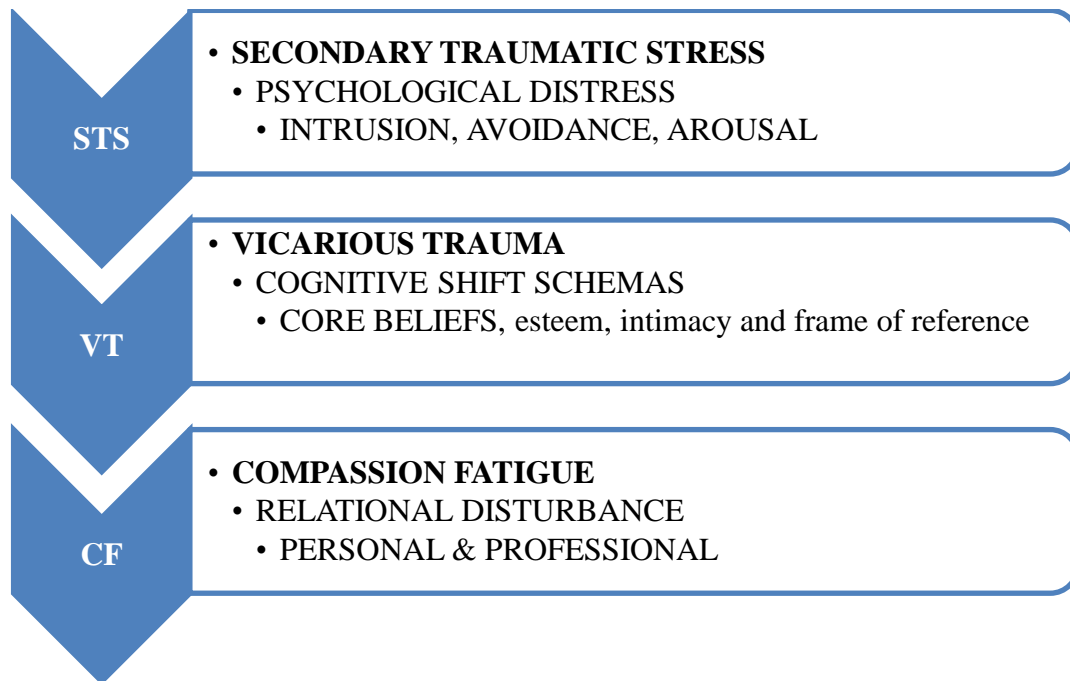 STS
• SECONDARY TRAUMATIC STRESS
• PSYCHOLOGICAL DISTRESS
• INTRUSION, AVOIDANCE, AROUSAL
VT
• VICARIOUS TRAUMA
• COGNITIVE SHIFT SCHEMAS
• CORE BELIEFS, esteem, intimacy and frame of reference
CF
• COMPASSION FATIGUE
• RELATIONAL DISTURBANCE
• PERSONAL & PROFESSIONAL